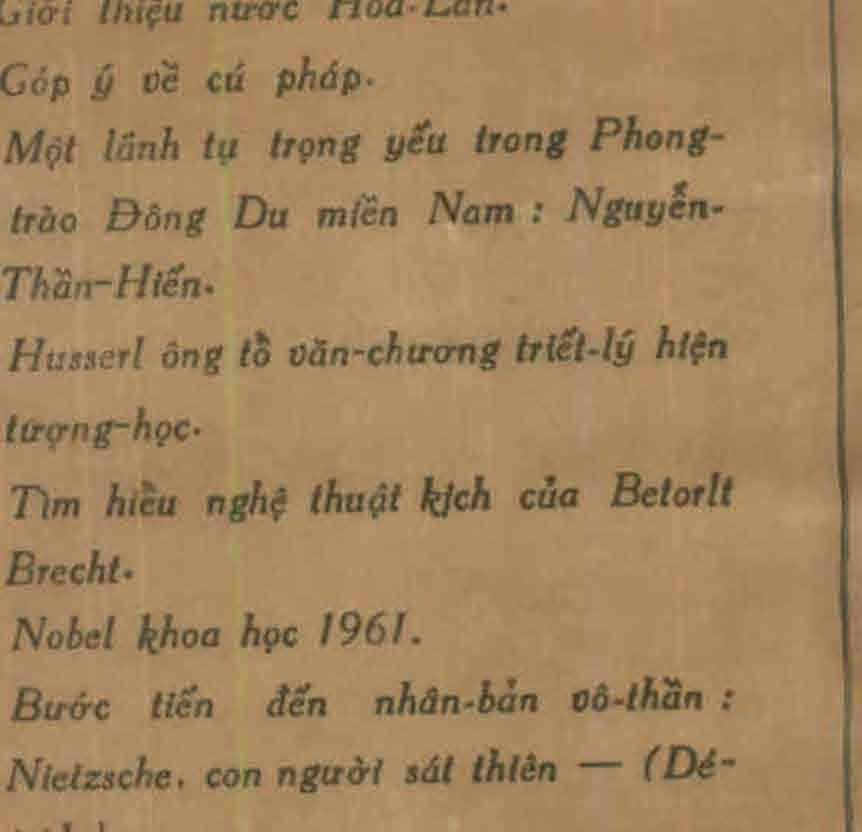 Giới thiệu nước Hòa-Lan.
Góp ý về cú pháp.
Một lãnh tụ trọng yếu trong Phong-
trào Đông Du miền Nam : Nguyễn-
Thần-Hiến.
Husserl ông tổ văn-chương triết-lý hiện
tượng-học.
Tìm hiểu nghệ thuật kịch của Betorlt
Brecht.
Nobel khoa học 1961.
Bước tiến đến nhân-bản vô-thần :
Nietzsche, con người sát thiên — (Dé-